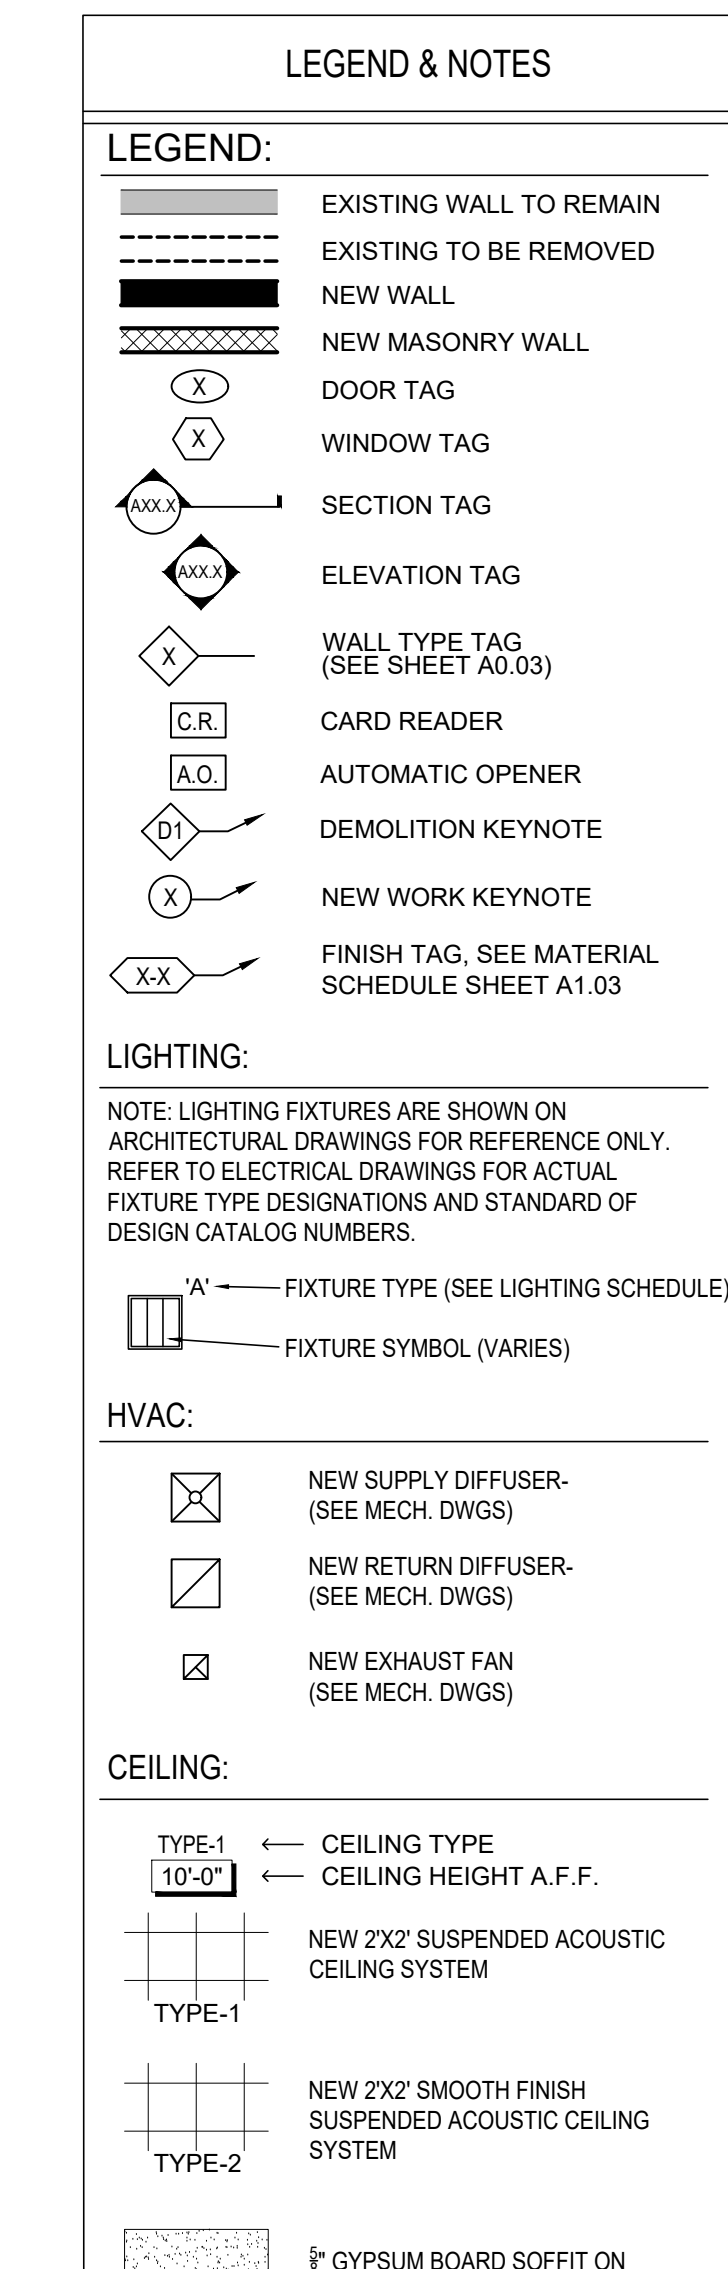 LEGEND & NOTES
LEGEND:
EXISTING WALL TO REMAIN
EXISTING TO BE REMOVED
NEW WALL
NEW MASONRY WALL
X DOOR TAG
X WINDOW TAG
AXX.X SECTION TAG
AXX.X ELEVATION TAG
X WALL TYPE TAG
(SEE SHEET A0.03)
C.R. CARD READER
A.O. AUTOMATIC OPENER
D1 DEMOLITION KEYNOTE
X NEW WORK KEYNOTE
X-X FINISH TAG, SEE MATERIAL
SCHEDULE SHEET A1.03
LIGHTING:
NOTE: LIGHTING FIXTURES ARE SHOWN ON
ARCHITECTURAL DRAWINGS FOR REFERENCE ONLY.
REFER TO ELECTRICAL DRAWINGS FOR ACTUAL
FIXTURE TYPE DESIGNATIONS AND STANDARD OF
DESIGN CATALOG NUMBERS.
'A' FIXTURE TYPE (SEE LIGHTING SCHEDULE)
FIXTURE SYMBOL (VARIES)
HVAC:
NEW SUPPLY DIFFUSER-
(SEE MECH. DWGS)
NEW RETURN DIFFUSER-
(SEE MECH. DWGS)
NEW EXHAUST FAN
(SEE MECH. DWGS)
CEILING:
TYPE-1 CEILING TYPE
10'-0" CEILING HEIGHT A.F.F.
NEW 2'X2' SUSPENDED ACOUSTIC
CEILING SYSTEM
TYPE-1
NEW 2'X2' SMOOTH FINISH
SUSPENDED ACOUSTIC CEILING
SYSTEM
TYPE-2
⅝" GYPSUM BOARD SOFFIT ON